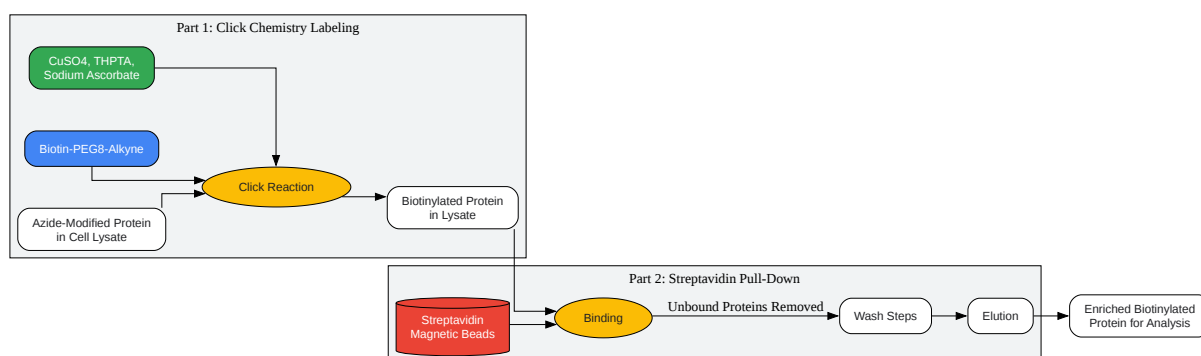 Part 1: Click Chemistry Labeling
CuSO4, THPTA,
Sodium Ascorbate
Biotin-PEG8-Alkyne
Click Reaction
Azide-Modified Protein
in Cell Lysate
Biotinylated Protein
in Lysate
Part 2: Streptavidin Pull-Down
Streptavidin
Magnetic Beads
Binding
Unbound Proteins Removed
Wash Steps
Elution
Enriched Biotinylated
Protein for Analysis